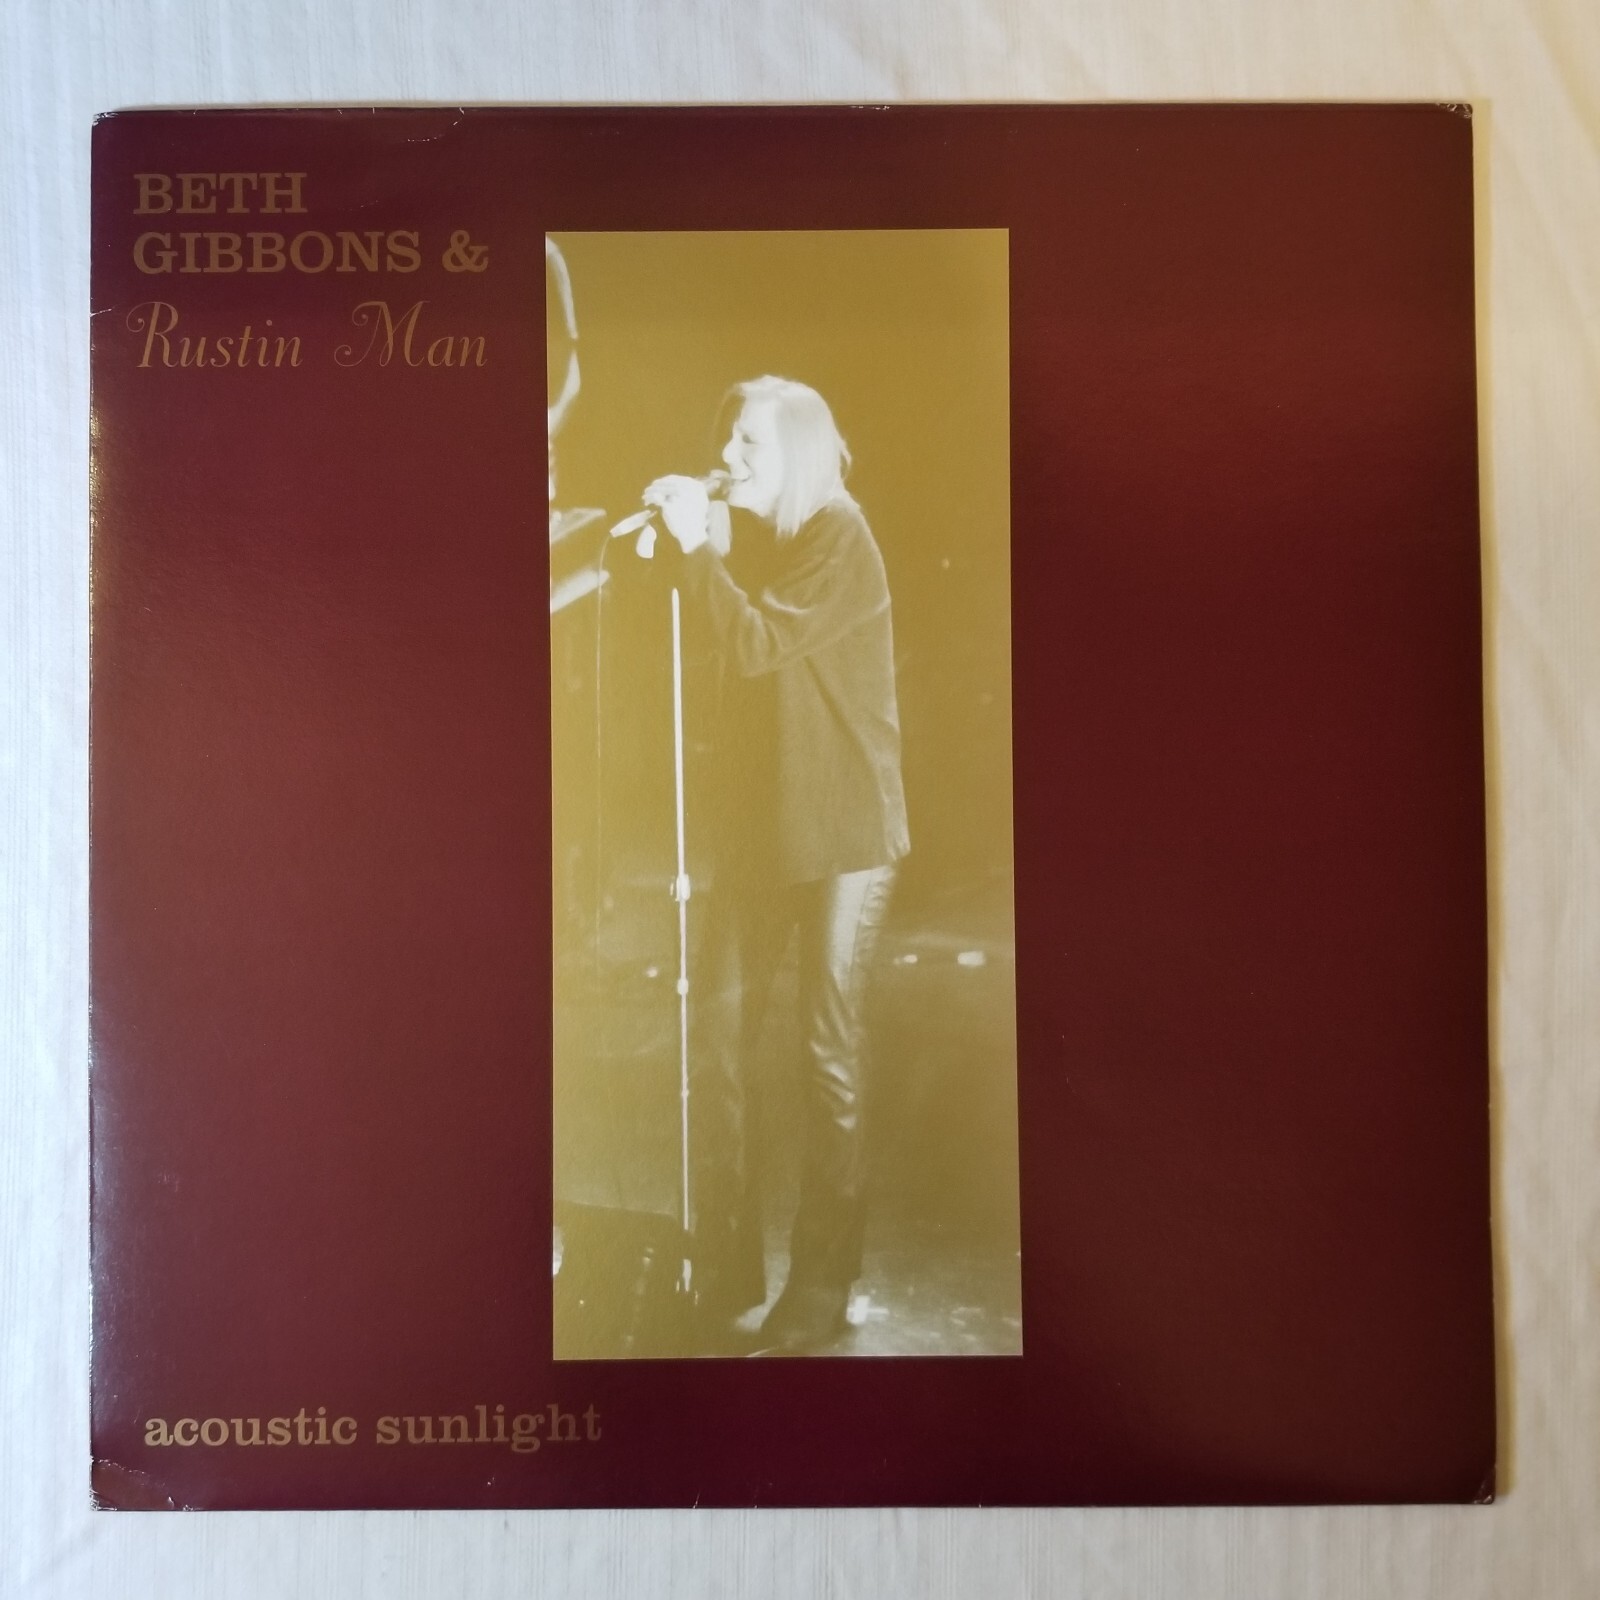 BETH
GIBBONS &
Rustin Man
acoustic sunlight